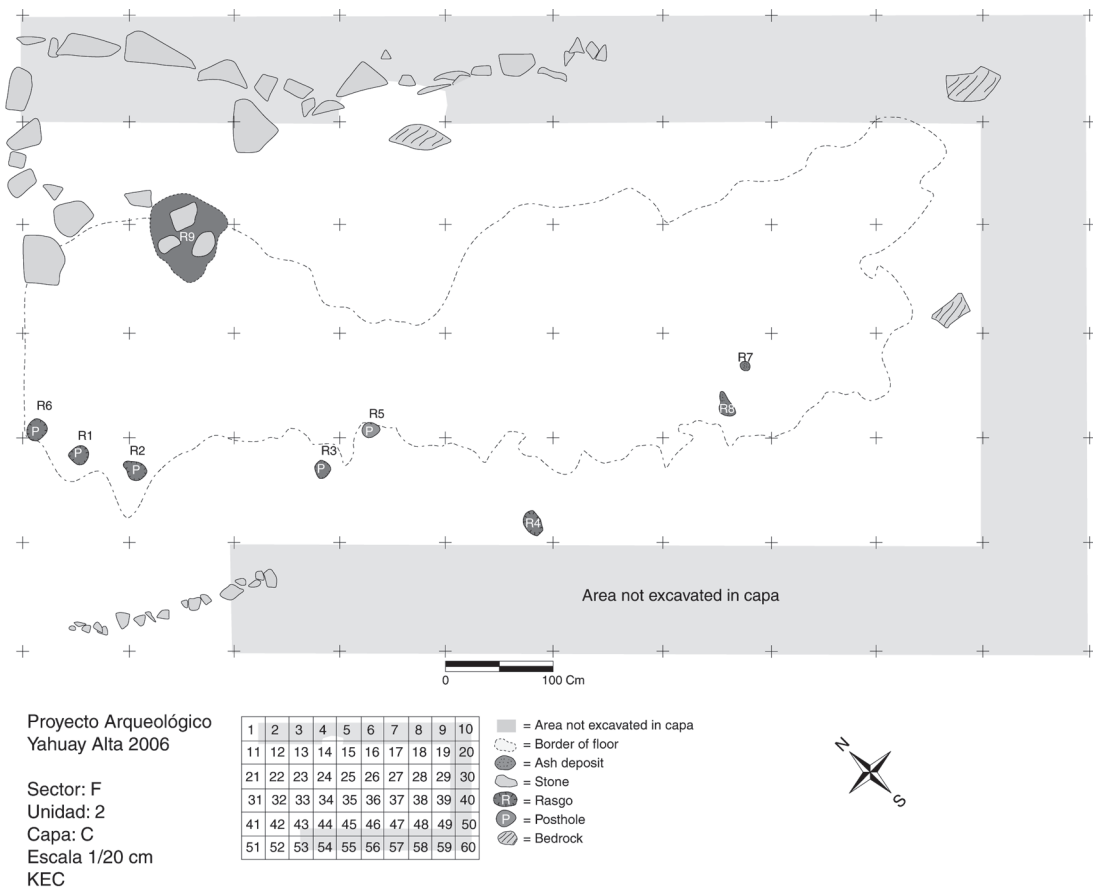 R9
R7
R8
R6
P
R1
P
R2
P
R3
P
R5
P
R4
Area not excavated in capa
0 100 Cm
Proyecto Arqueológico
Yahuay Alta 2006
Sector: F
Unidad: 2
Capa: C
Escala 1/20 cm
KEC
1 2 3 4 5 6 7 8 9 10
11 12 13 14 15 16 17 18 19 20
21 22 23 24 25 26 27 28 29 30
31 32 33 34 35 36 37 38 39 40
41 42 43 44 45 46 47 48 49 50
51 52 53 54 55 56 57 58 59 60
= Area not excavated in capa
= Border of floor
= Ash deposit
= Stone
R = Rasgo
P = Posthole
= Bedrock
N
S